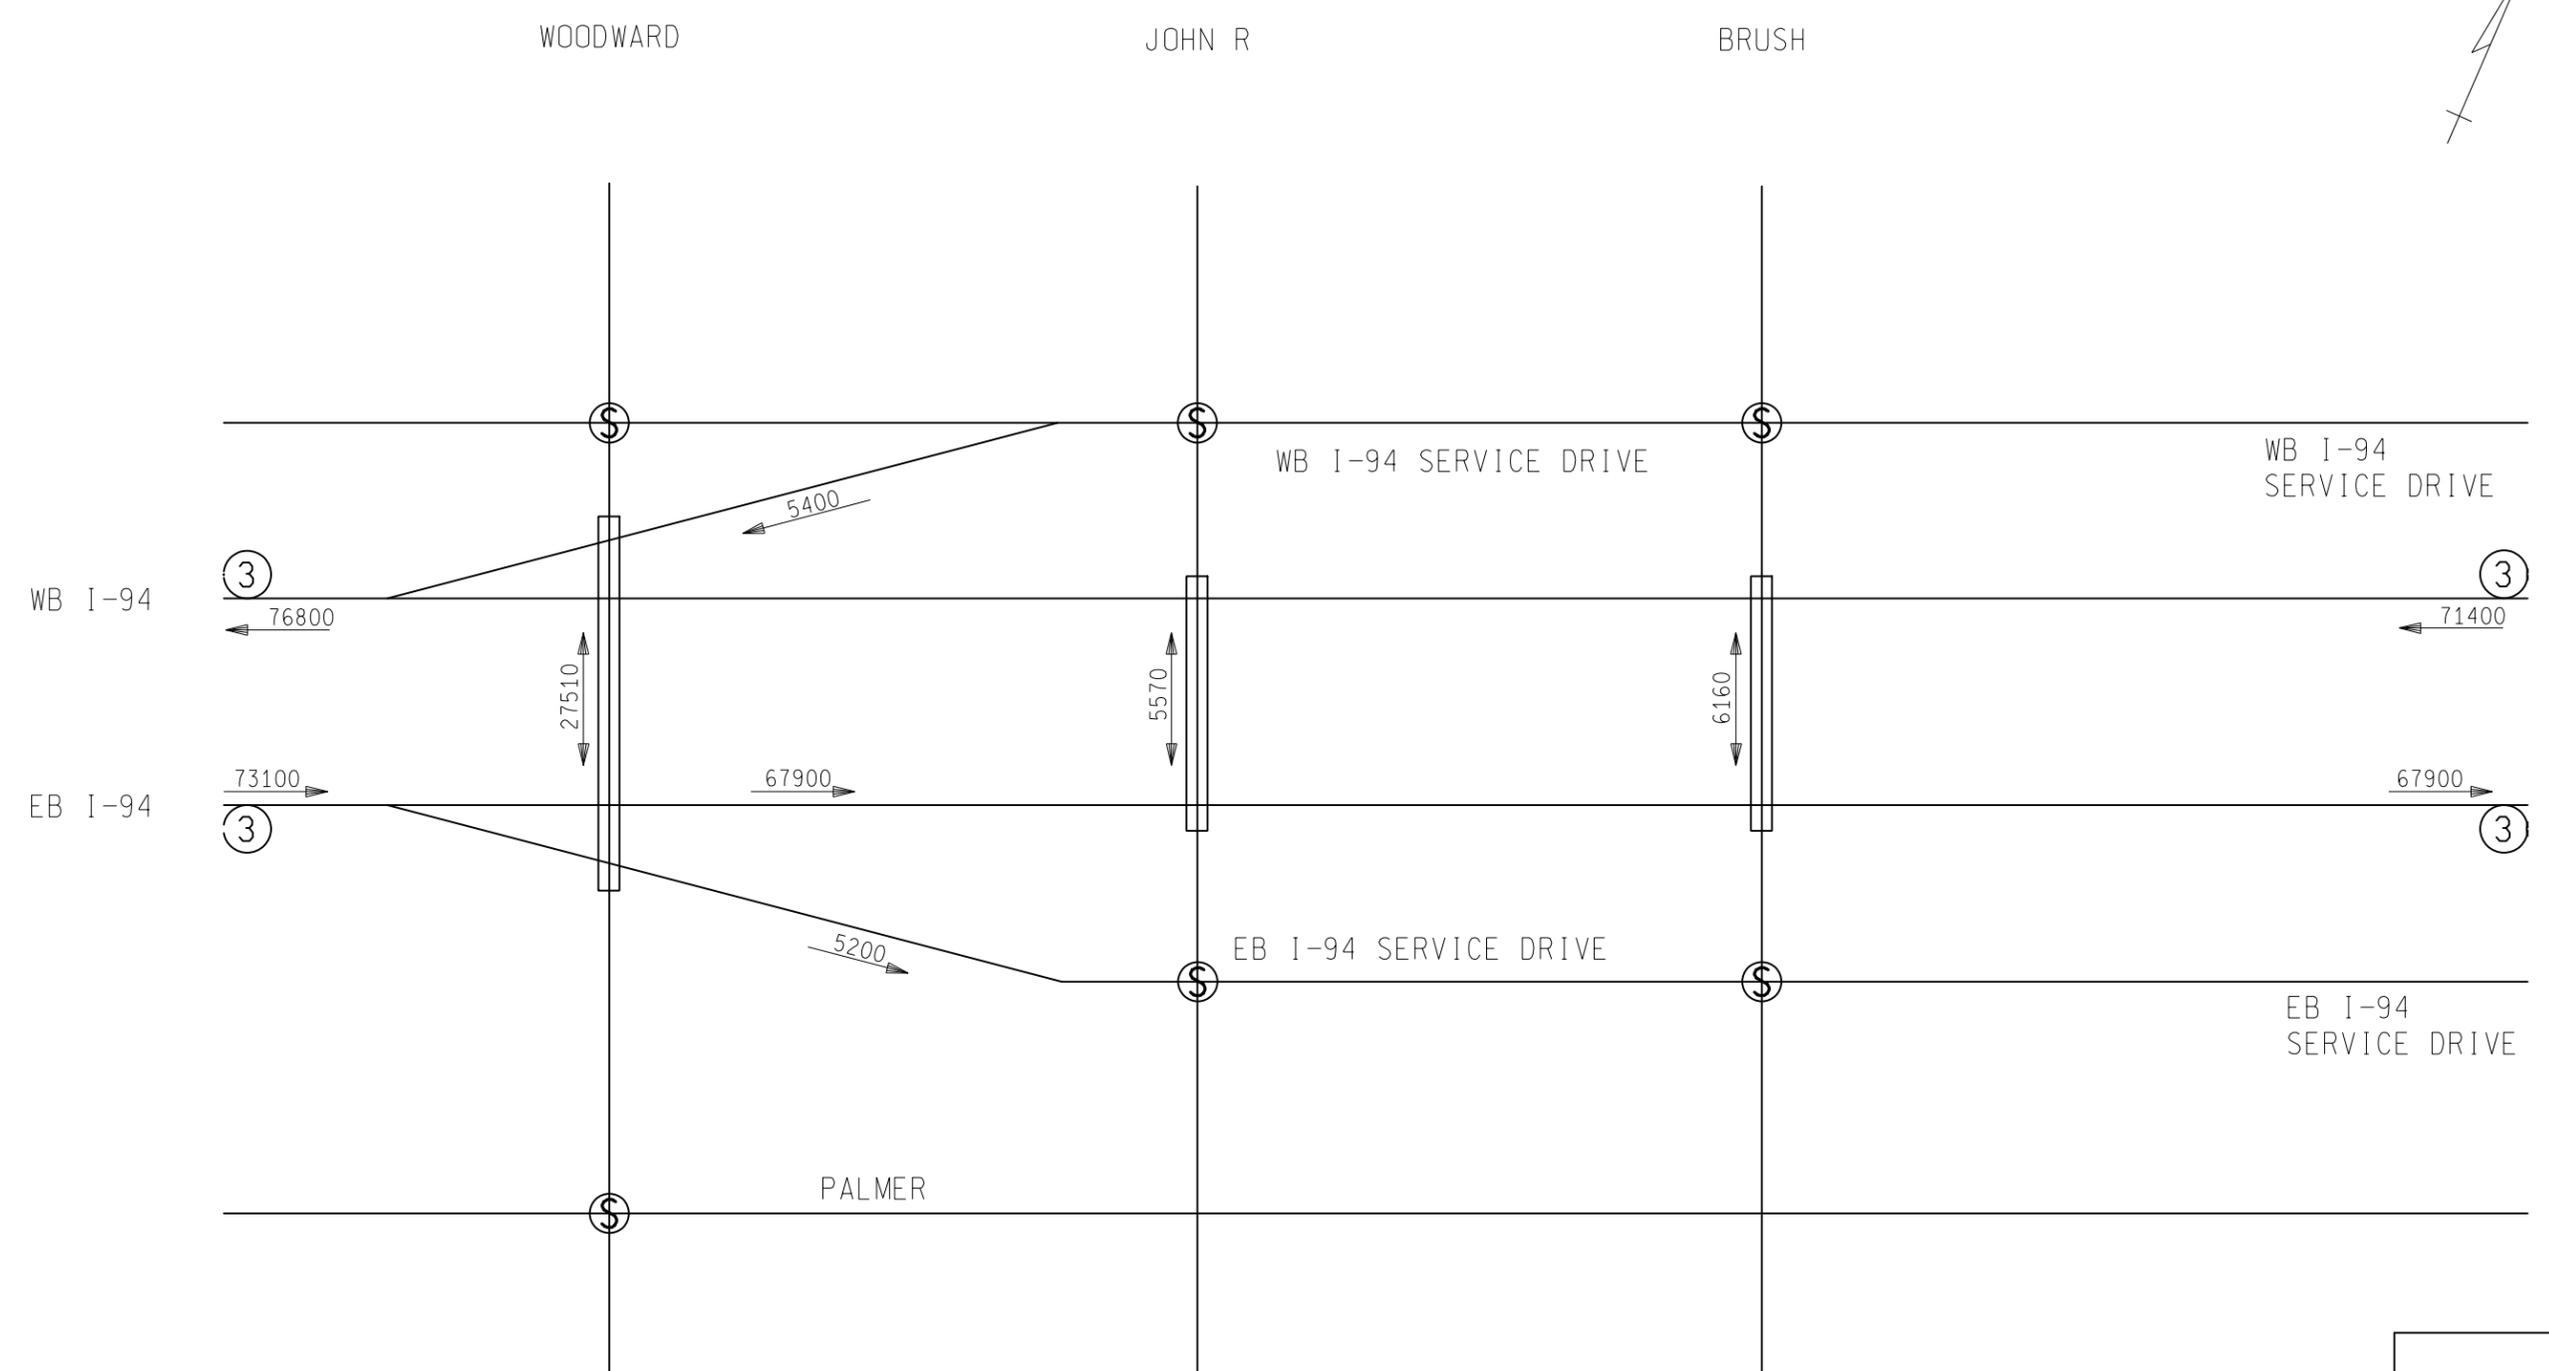 WOODWARD
JOHN R
BRUSH
S
S
S
WB I-94 SERVICE DRIVE
WB I-94
SERVICE DRIVE
5400
3
3
WB I-94
76800
71400
27510
5570
6160
73100
67900
67900
EB I-94
3
3
5200
EB I-94 SERVICE DRIVE
S
S
EB I-94
SERVICE DRIVE
PALMER
S